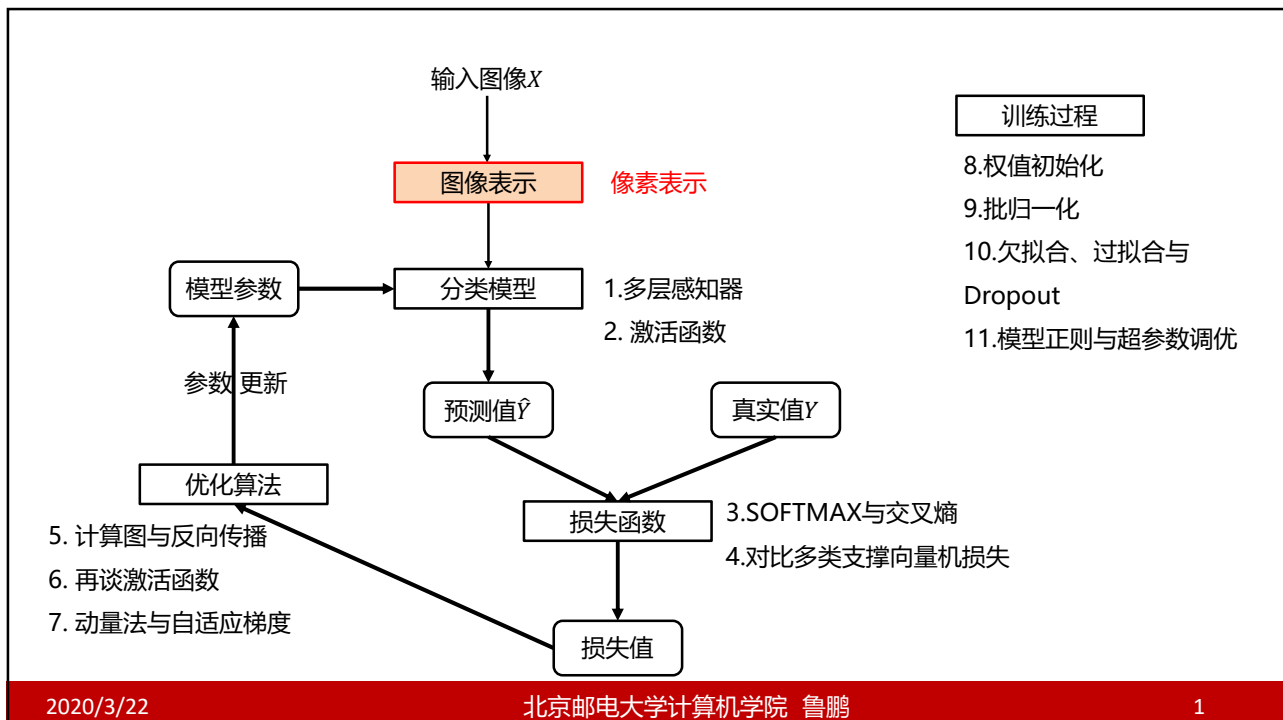 输入图像X
训练过程
图像表示
像素表示
8.权值初始化
9.批归一化
10.欠拟合、过拟合与
Dropout
11.模型正则与超参数调优
模型参数
分类模型
1.多层感知器
2. 激活函数
参数 更新
预测值Ŷ
真实值Y
优化算法
损失函数
3.SOFTMAX与交叉熵
4.对比多类支撑向量机损失
5. 计算图与反向传播
6. 再谈激活函数
7. 动量法与自适应梯度
损失值
2020/3/22
北京邮电大学计算机学院 鲁鹏
1